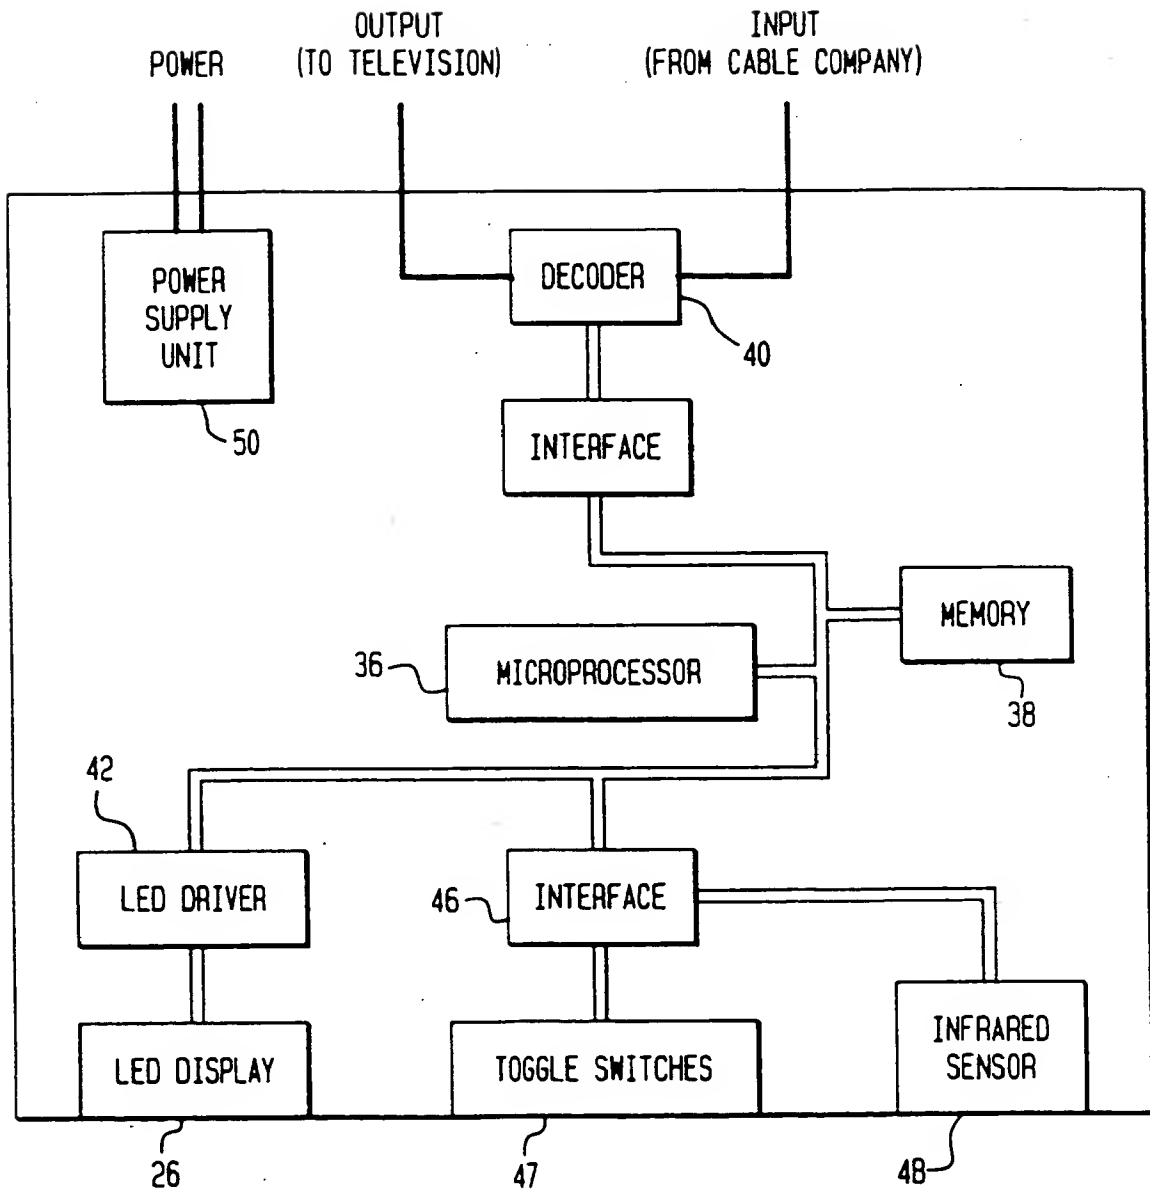 POWER
OUTPUT
(TO TELEVISION)
INPUT
(FROM CABLE COMPANY)
POWER
SUPPLY
UNIT
50
DECODER
40
INTERFACE
MEMORY
38
36
MICROPROCESSOR
42
LED DRIVER
46
INTERFACE
LED DISPLAY
26
TOGGLE SWITCHES
47
INFRARED
SENSOR
48